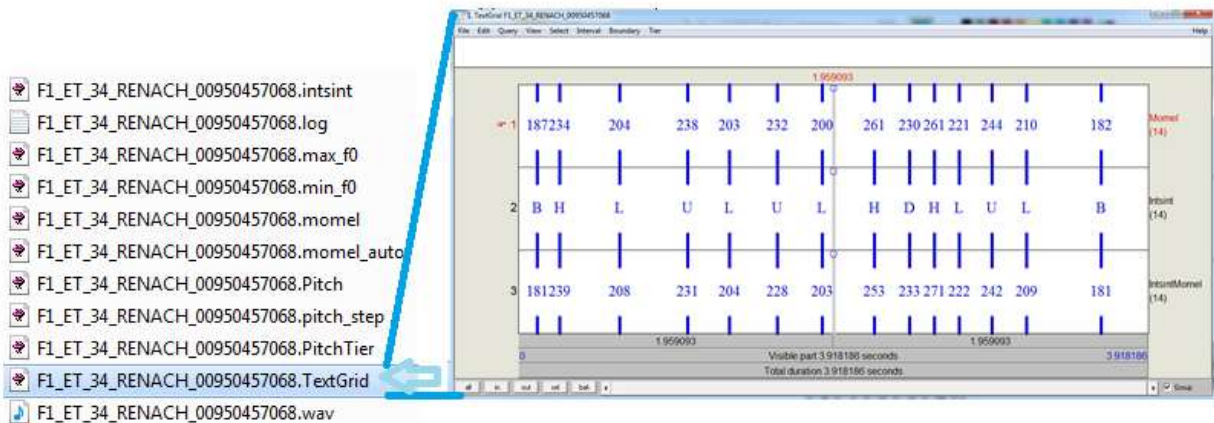 F1_ET_34_RENACH_00950457068.intsint
F1_ET_34_RENACH_00950457068.log
F1_ET_34_RENACH_00950457068.max_f0
F1_ET_34_RENACH_00950457068.min_f0
F1_ET_34_RENACH_00950457068.momel
F1_ET_34_RENACH_00950457068.momel_auto
F1_ET_34_RENACH_00950457068.Pitch
F1_ET_34_RENACH_00950457068.pitch_step
F1_ET_34_RENACH_00950457068.PitchTier
F1_ET_34_RENACH_00950457068.TextGrid
F1_ET_34_RENACH_00950457068.wav
1. TextGrid F1_ET_34_RENACH_00950457068
File Edit Query View Select Interval Boundary Tier Help
1.959093
1 187 234 204 238 203 232 200 261 230 261 221 244 210 182 Momel
(14)
2 B H L U L U L H D H L U L B Intsint
(14)
3 181 239 208 231 204 228 203 253 233 271 222 242 209 181 IntsintMomel
(14)
1.959093 1.959093
0 Visible part 3.918186 seconds 3.918186
Total duration 3.918186 seconds
all in out sel bak Group